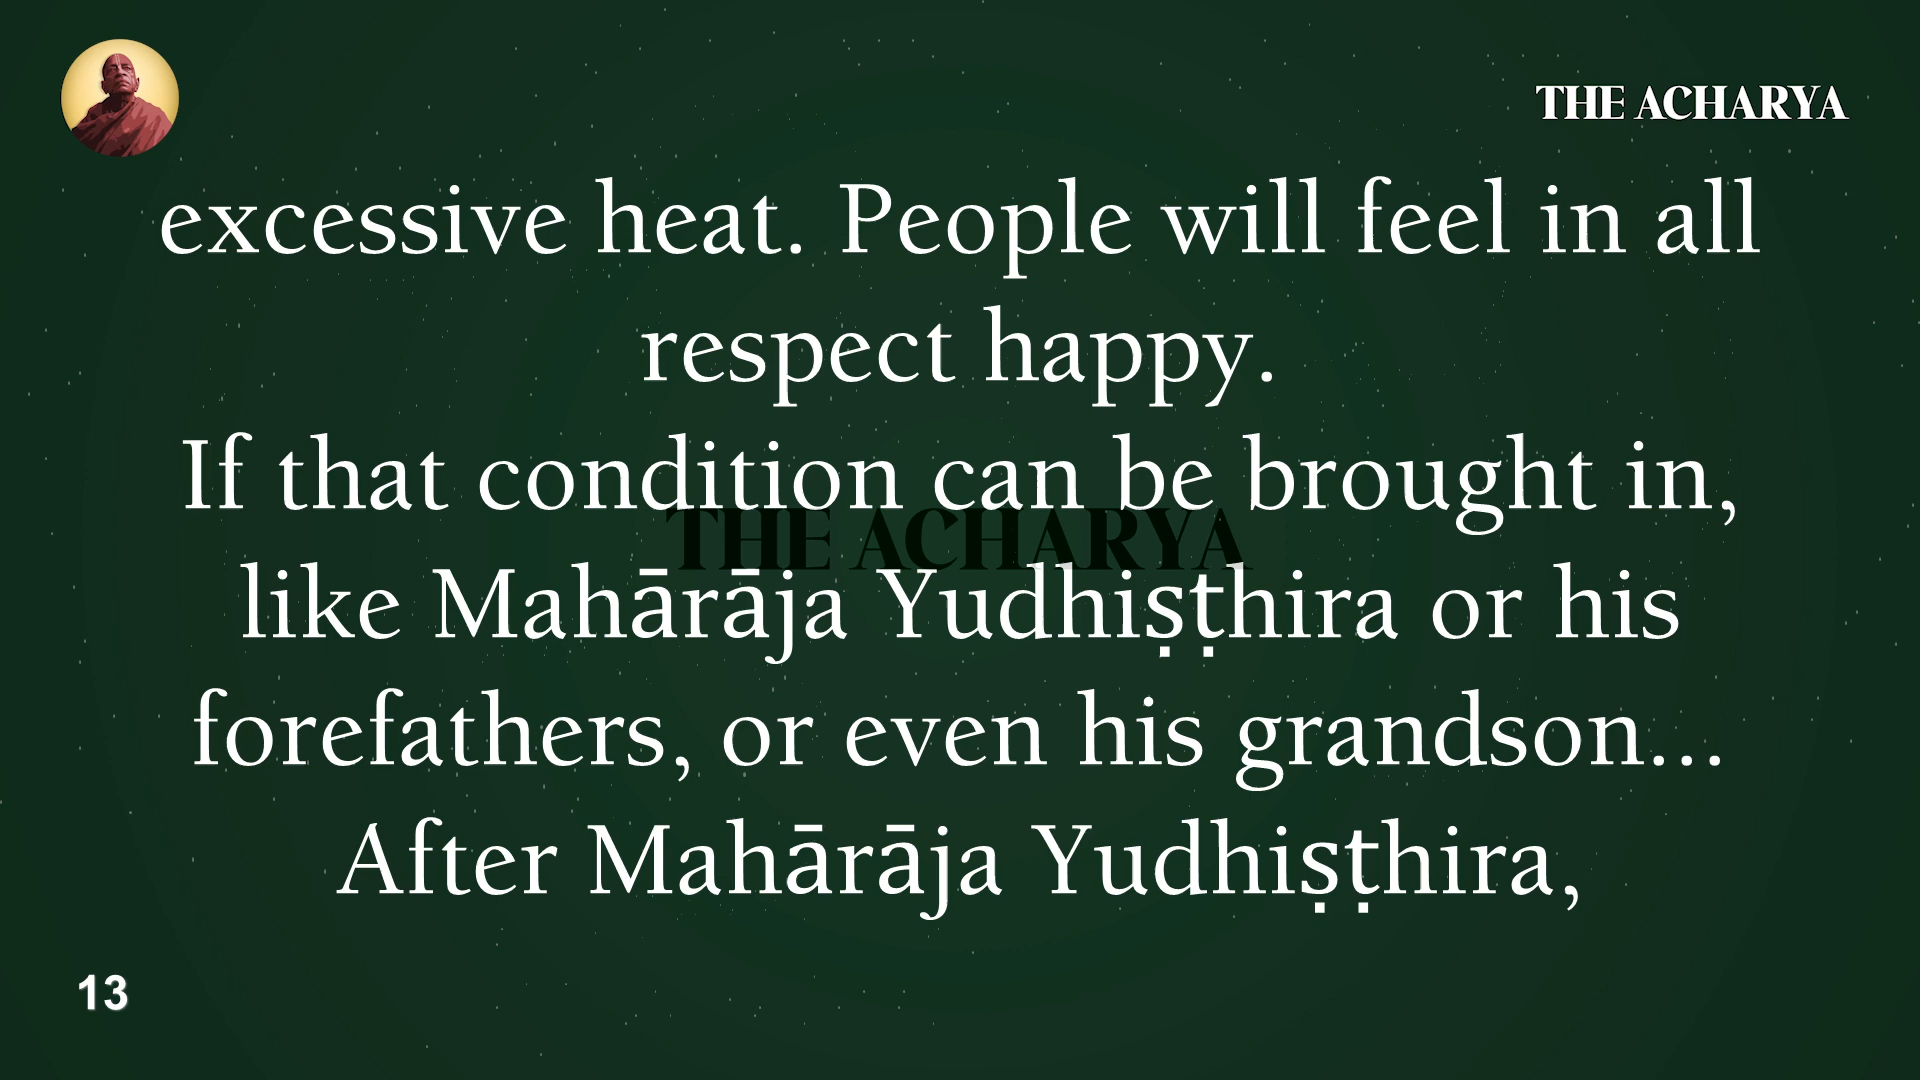 THE ACHARYA
excessive heat. People will feel in all
respect happy.
If that condition can be brought in,
THE ACHARYA
like Mahārāja Yudhiṣṭhira or his
forefathers, or even his grandson...
After Mahārāja Yudhiṣṭhira,
13